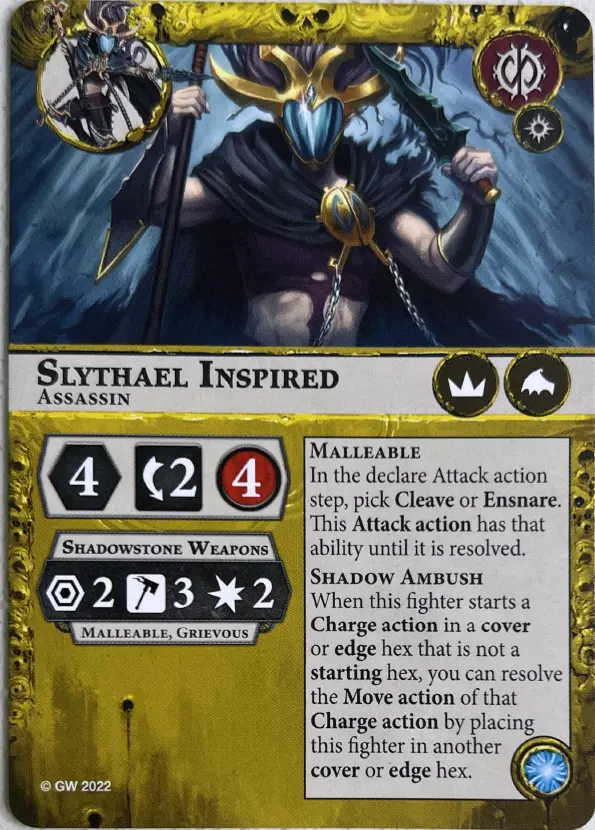 SLYTHAEL INSPIRED
ASSASSIN
4 2 4
SHADOWSTONE WEAPONS
2 3 2
MALLEABLE, GRIEVOUS
MALLEABLE
In the declare Attack action
step, pick Cleave or Ensnare.
This Attack action has that
ability until it is resolved.
SHADOW AMBUSH
When this fighter starts a
Charge action in a cover
or edge hex that is not a
starting hex, you can resolve
the Move action of that
Charge action by placing
this fighter in another
cover or edge hex.
© GW 2022